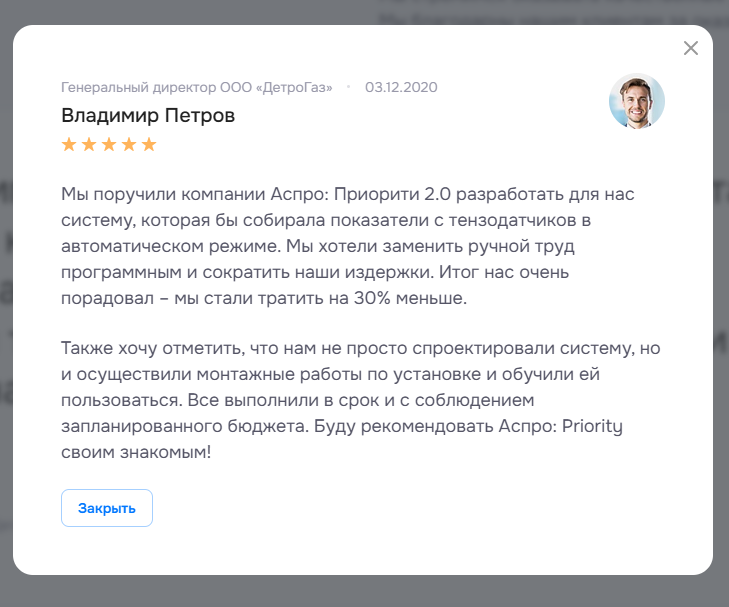 Генеральный директор ООО «ДетроГаз» · 03.12.2020
Владимир Петров
Мы поручили компании Аспро: Приорити 2.0 разработать для нас
систему, которая бы собирала показатели с тензодатчиков в
автоматическом режиме. Мы хотели заменить ручной труд
программным и сократить наши издержки. Итог нас очень
порадовал – мы стали тратить на 30% меньше.
Также хочу отметить, что нам не просто спроектировали систему, но
и осуществили монтажные работы по установке и обучили ей
пользоваться. Все выполнили в срок и с соблюдением
запланированного бюджета. Буду рекомендовать Аспро: Priority
своим знакомым!
Закрыть